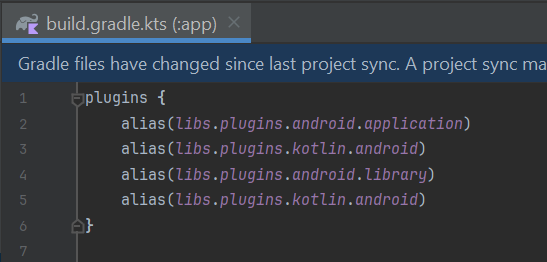 build.gradle.kts (:app)
Gradle files have changed since last project sync. A project sync ma
1 plugins {
2 alias(libs.plugins.android.application)
3 alias(libs.plugins.kotlin.android)
4 alias(libs.plugins.android.library)
5 alias(libs.plugins.kotlin.android)
6 }
7